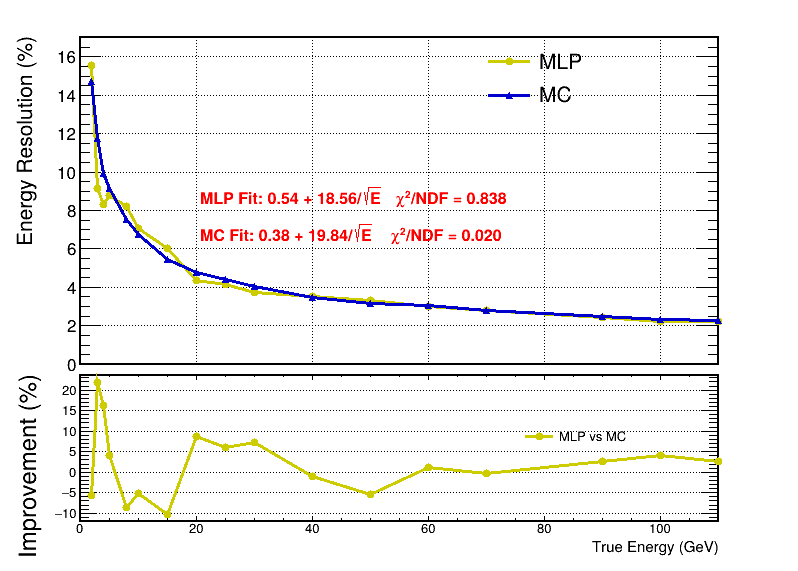 Energy Resolution (%)
16
14
12
10
8
6
4
2
0
MLP
MC
MLP Fit: 0.54 + 18.56/√E χ²/NDF = 0.838
MC Fit: 0.38 + 19.84/√E χ²/NDF = 0.020
Improvement (%)
20
15
10
5
0
−5
−10
MLP vs MC
0 20 40 60 80 100
True Energy (GeV)